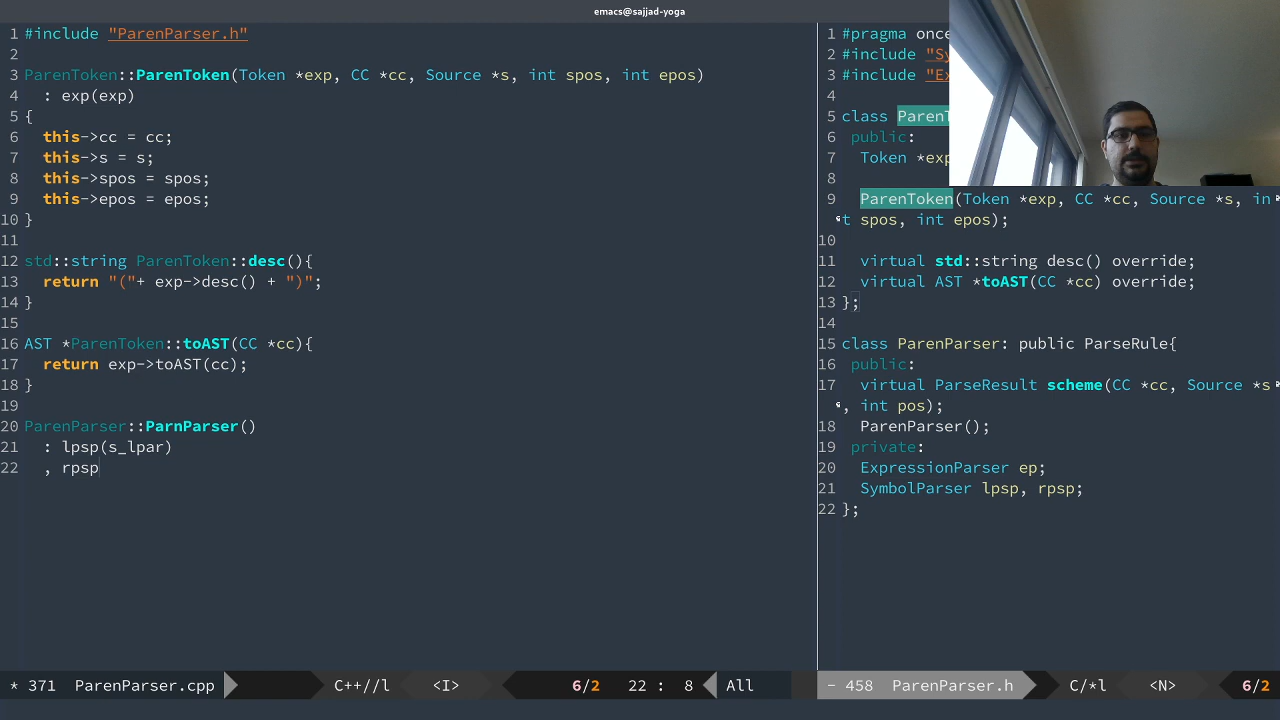 emacs@sajjad-yoga
1 #include "ParenParser.h"
2
3 ParenToken::ParenToken(Token *exp, CC *cc, Source *s, int spos, int epos)
4   : exp(exp)
5 {
6   this->cc = cc;
7   this->s = s;
8   this->spos = spos;
9   this->epos = epos;
10 }
11
12 std::string ParenToken::desc(){
13   return "("+ exp->desc() + ")";
14 }
15
16 AST *ParenToken::toAST(CC *cc){
17   return exp->toAST(cc);
18 }
19
20 ParenParser::ParnParser()
21   : lpsp(s_lpar)
22   , rpsp
* 371 ParenParser.cpp C++//l <I> 6/2 22 : 8 All
1 #pragma
2 #include
3 #include
4
5 class
6  public:
7   Token
8
9   ParenToken(Token *exp, CC *cc, Source *s, in
t spos, int epos);
10
11   virtual std::string desc() override;
12   virtual AST *toAST(CC *cc) override;
13 };
14
15 class ParenParser: public ParseRule{
16  public:
17   virtual ParseResult scheme(CC *cc, Source *s
, int pos);
18   ParenParser();
19  private:
20   ExpressionParser ep;
21   SymbolParser lpsp, rpsp;
22 };
- 458 ParenParser.h C/*l <N> 6/2